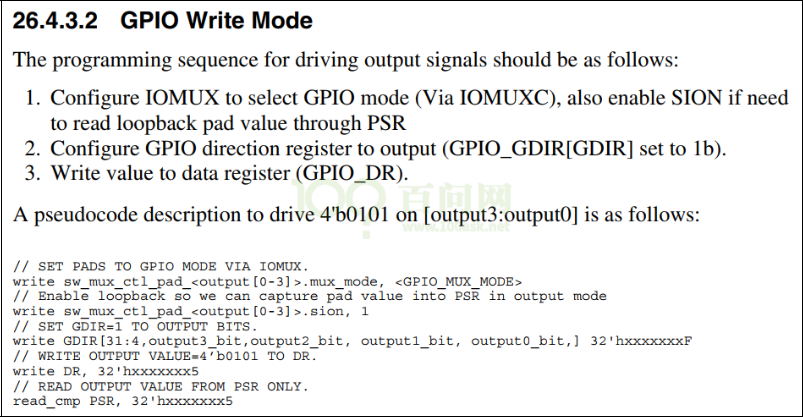 26.4.3.2 GPIO Write Mode
The programming sequence for driving output signals should be as follows:
1. Configure IOMUX to select GPIO mode (Via IOMUXC), also enable SION if need
to read loopback pad value through PSR
2. Configure GPIO direction register to output (GPIO_GDIR[GDIR] set to 1b).
3. Write value to data register (GPIO_DR).
100 百问网
www.100ask.net
A pseudocode description to drive 4'b0101 on [output3:output0] is as follows:
// SET PADS TO GPIO MODE VIA IOMUX.
write sw_mux_ctl_pad_<output[0-3]>.mux_mode, <GPIO_MUX_MODE>
// Enable loopback so we can capture pad value into PSR in output mode
write sw_mux_ctl_pad_<output[0-3]>.sion, 1
// SET GDIR=1 TO OUTPUT BITS.
write GDIR[31:4,output3_bit,output2_bit, output1_bit, output0_bit,] 32'hxxxxxxxF
// WRITE OUTPUT VALUE=4'b0101 TO DR.
write DR, 32'hxxxxxxx5
// READ OUTPUT VALUE FROM PSR ONLY.
read_cmp PSR, 32'hxxxxxxx5